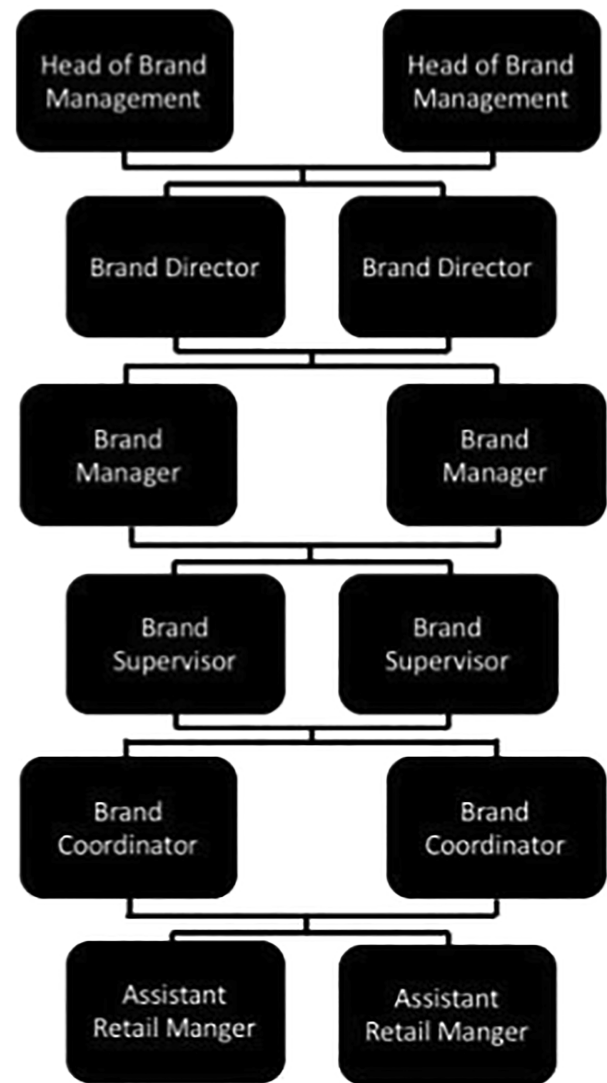 Head of Brand
Management
Head of Brand
Management
Brand Director
Brand Director
Brand
Manager
Brand
Manager
Brand
Supervisor
Brand
Supervisor
Brand
Coordinator
Brand
Coordinator
Assistant
Retail Manger
Assistant
Retail Manger